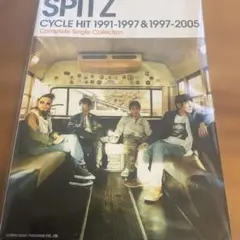 SPITZ
CYCLE HIT 1991-1997 & 1997-2005
Complete Single Collection